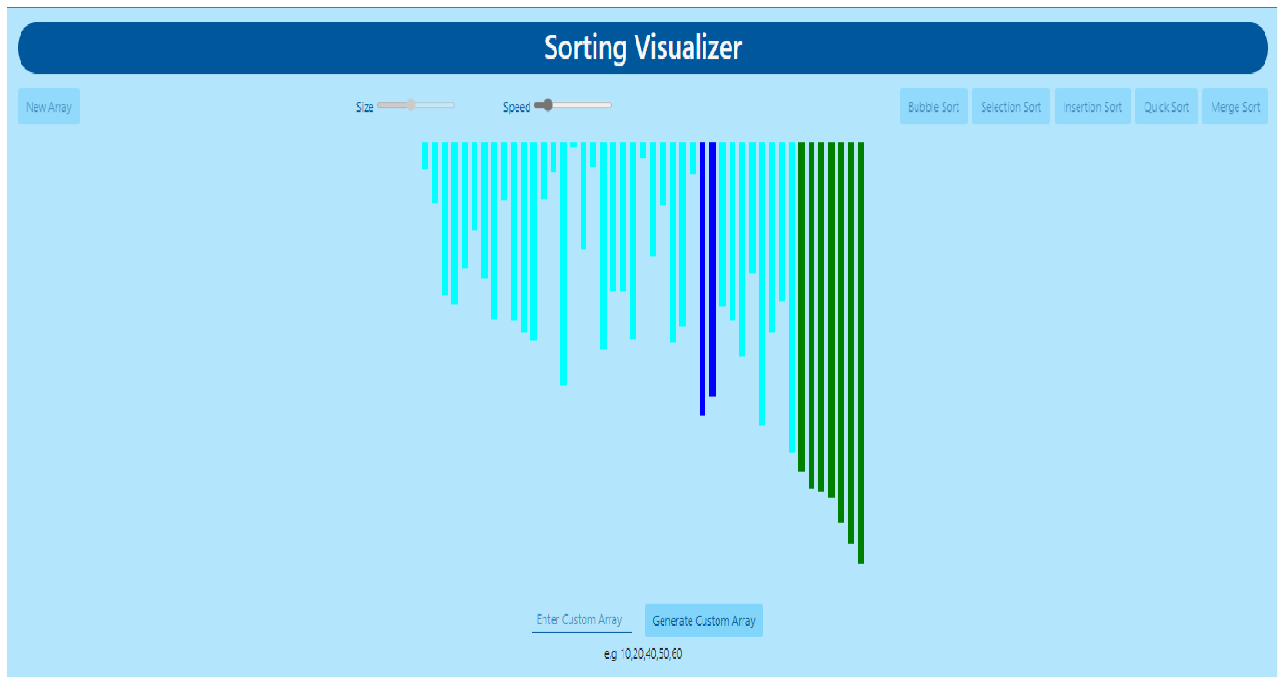 Sorting Visualizer
New Array
Size
Speed
Bubble Sort
Selection Sort
Insertion Sort
Quick Sort
Merge Sort
Enter Custom Array
Generate Custom Array
e.g 10,20,40,50,60